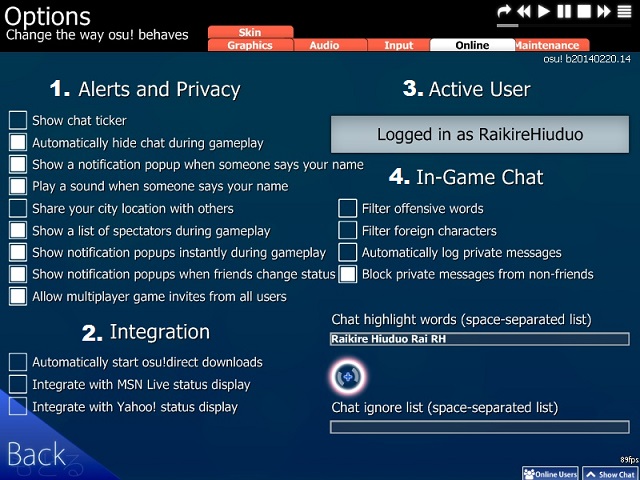 Options
Change the way osu! behaves
Skin
Graphics
Audio
Input
Online
Maintenance
osu! b20140220.14
1. Alerts and Privacy
Show chat ticker
Automatically hide chat during gameplay
Show a notification popup when someone says your name
Play a sound when someone says your name
Share your city location with others
Show a list of spectators during gameplay
Show notification popups instantly during gameplay
Show notification popups when friends change status
Allow multiplayer game invites from all users
2. Integration
Automatically start osu!direct downloads
Integrate with MSN Live status display
Integrate with Yahoo! status display
3. Active User
Logged in as RaikireHiuduo
4. In-Game Chat
Filter offensive words
Filter foreign characters
Automatically log private messages
Block private messages from non-friends
Chat highlight words (space-separated list)
Raikire Hiuduo Rai RH
Chat ignore list (space-separated list)
Back
89fps
Online Users
Show Chat